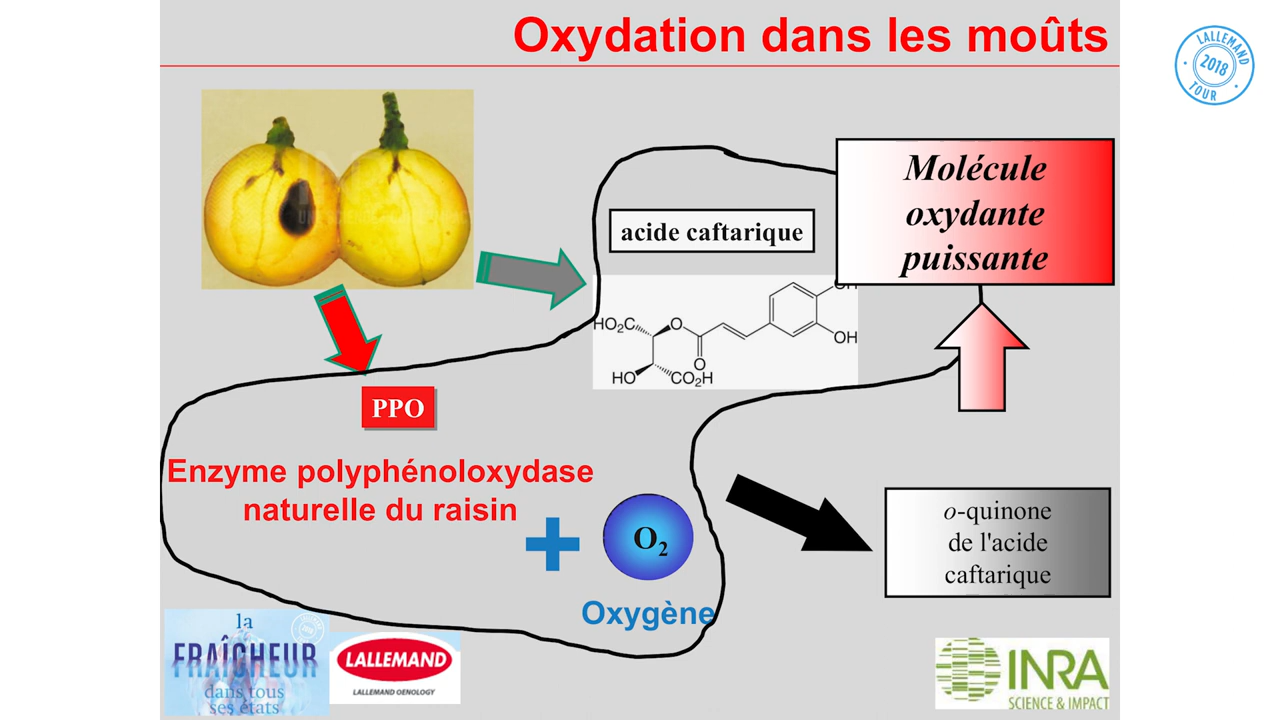 Oxydation dans les moûts
LALLEMAND
2018
TOUR
acide caftarique
Molécule
oxydante
puissante
HO2C
O
OH
O
HO
CO2H
OH
PPO
Enzyme polyphénoloxydase
naturelle du raisin
+
O2
Oxygène
o-quinone
de l'acide
caftarique
la
FRAÎCHEUR
dans tous
ses états
LALLEMAND
LALLEMAND OENOLOGY
INRA
SCIENCE & IMPACT